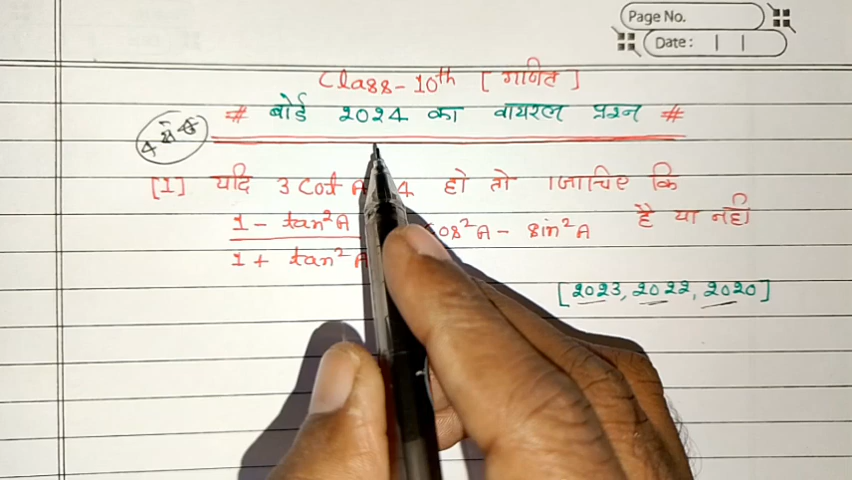 Page No.
Date:
Class-10th [गणित]
# बोर्ड 2024 का वायरल प्रश्न #
[1] यदि 3 Cot A 4 हो तो जाचिए कि
1 - tan²A cos²A - sin²A है या नहीं
1 + tan²A
[2023, 2022, 2020]